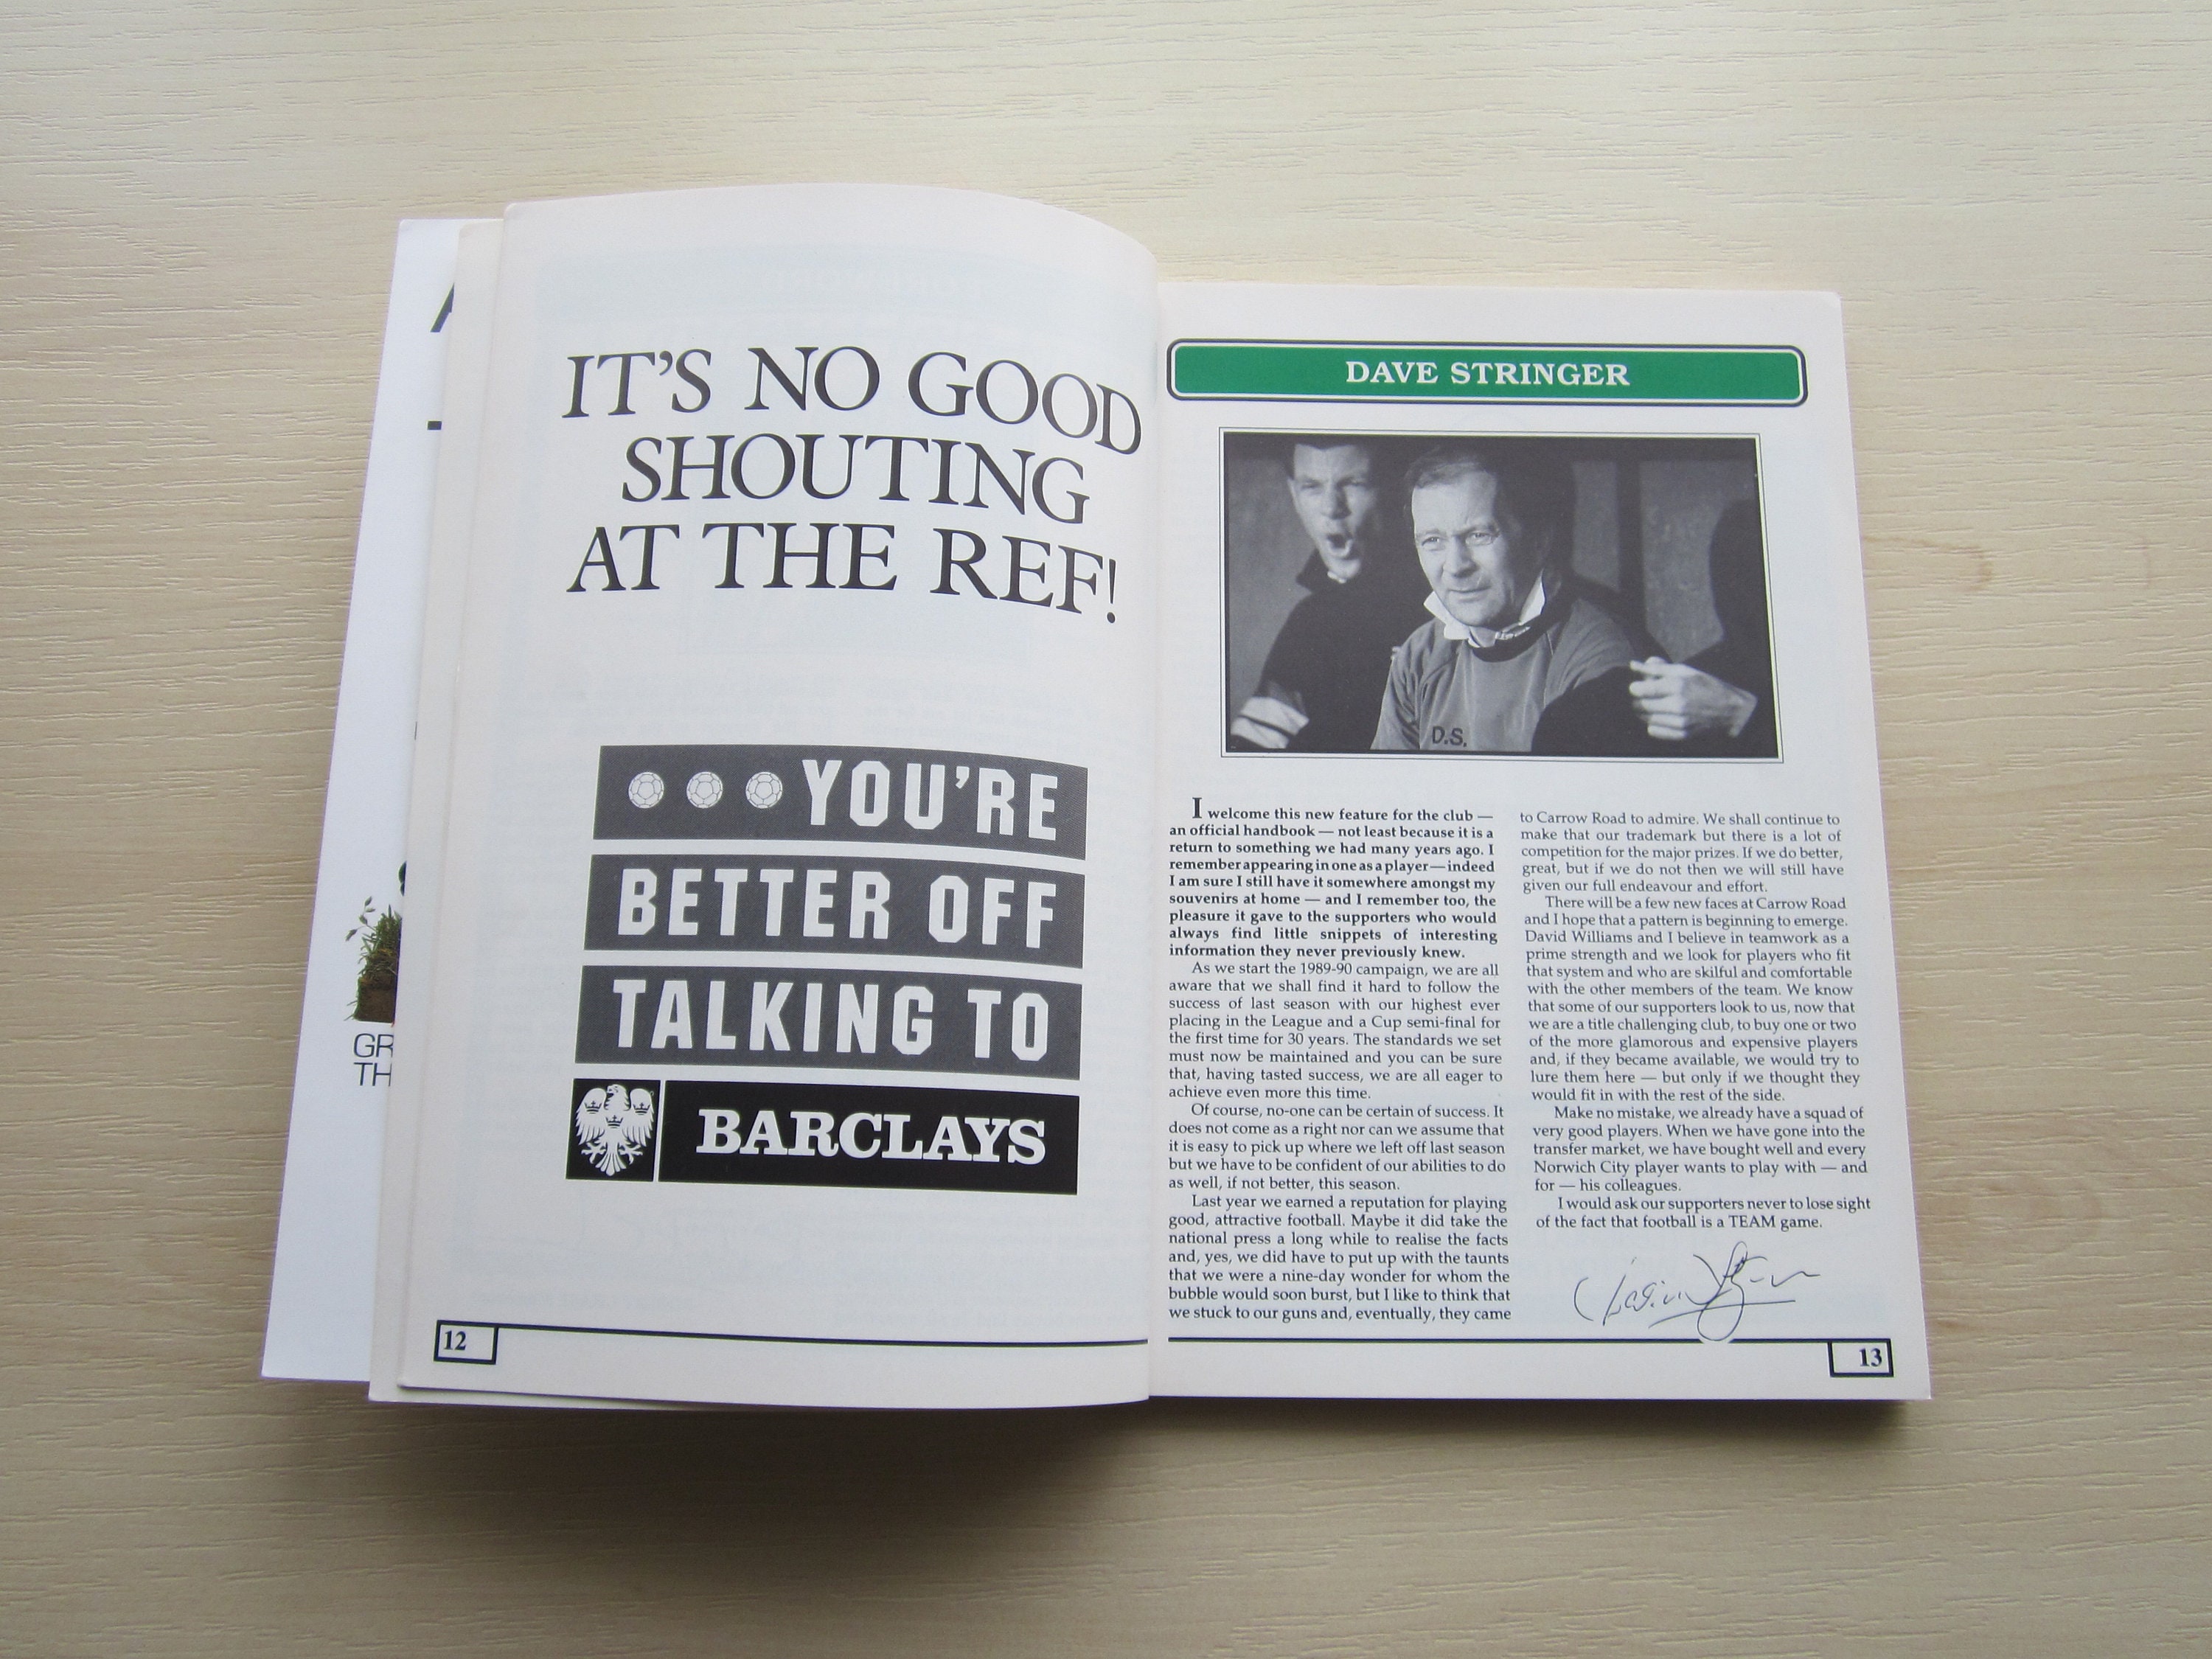 IT'S NO GOOD
SHOUTING
AT THE REF!
YOU'RE
BETTER OFF
TALKING TO
BARCLAYS
12
GR
TH
DAVE STRINGER
D.S.
I welcome this new feature for the club —
an official handbook — not least because it is a
return to something we had many years ago. I
remember appearing in one as a player — indeed
I am sure I still have it somewhere amongst my
souvenirs at home — and I remember too, the
pleasure it gave to the supporters who would
always find little snippets of interesting
information they never previously knew.
As we start the 1989-90 campaign, we are all
aware that we shall find it hard to follow the
success of last season with our highest ever
placing in the League and a Cup semi-final for
the first time for 30 years. The standards we set
must now be maintained and you can be sure
that, having tasted success, we are all eager to
achieve even more this time.
Of course, no-one can be certain of success. It
does not come as a right nor can we assume that
it is easy to pick up where we left off last season
but we have to be confident of our abilities to do
as well, if not better, this season.
Last year we earned a reputation for playing
good, attractive football. Maybe it did take the
national press a long while to realise the facts
and, yes, we did have to put up with the taunts
that we were a nine-day wonder for whom the
bubble would soon burst, but I like to think that
we stuck to our guns and, eventually, they came
to Carrow Road to admire. We shall continue to
make that our trademark but there is a lot of
competition for the major prizes. If we do better,
great, but if we do not then we will still have
given our full endeavour and effort.
There will be a few new faces at Carrow Road
and I hope that a pattern is beginning to emerge.
David Williams and I believe in teamwork as a
prime strength and we look for players who fit
that system and who are skilful and comfortable
with the other members of the team. We know
that some of our supporters look to us, now that
we are a title challenging club, to buy one or two
of the more glamorous and expensive players
and, if they became available, we would try to
lure them here — but only if we thought they
would fit in with the rest of the side.
Make no mistake, we already have a squad of
very good players. When we have gone into the
transfer market, we have bought well and every
Norwich City player wants to play with — and
for — his colleagues.
I would ask our supporters never to lose sight
of the fact that football is a TEAM game.
13